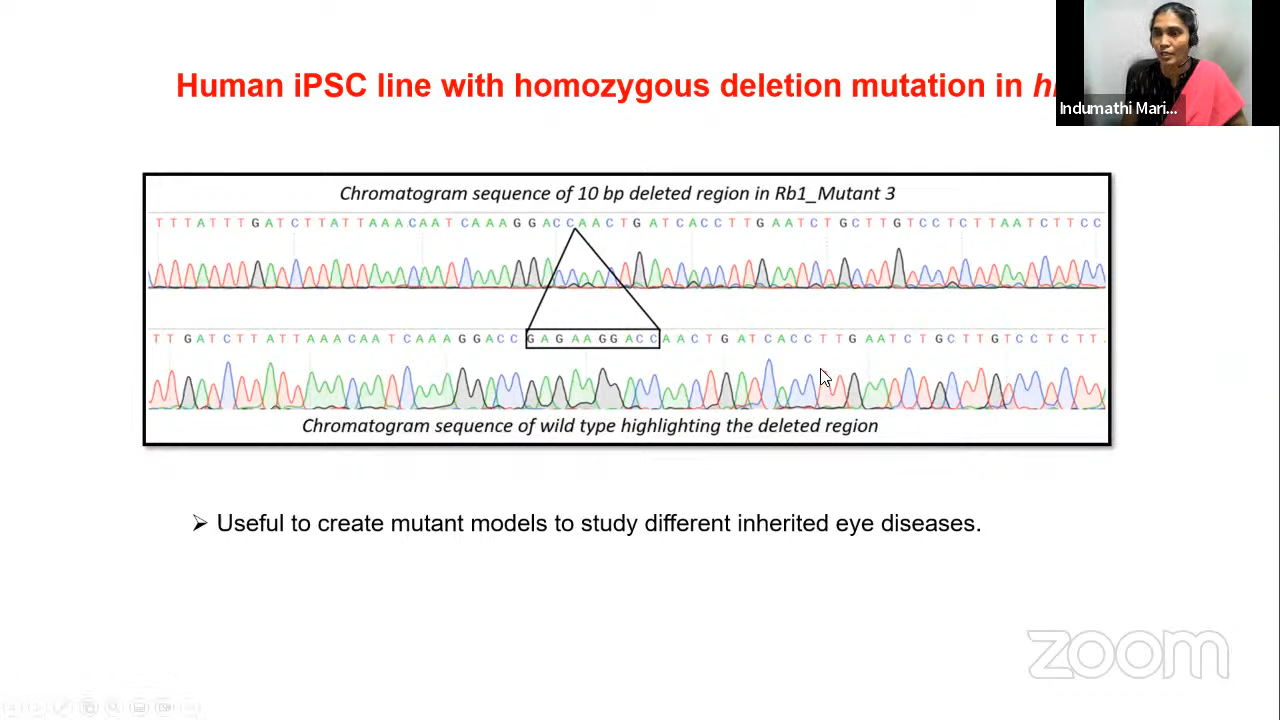 Human iPSC line with homozygous deletion mutation in
Indumathi Mari...
Chromatogram sequence of 10 bp deleted region in Rb1_Mutant 3
T T T A T T T G A T C T T A T T A A A C A A T C A A A G G A C C A A C T G A T C A C C T T G A A T C T G C T T G T C C T C T T A A T C T T C C
T T G A T C T T A T T A A A C A A T C A A A G G A C C G A G A A G G A C C A A C T G A T C A C C T T G A A T C T G C T T G T C C T C T T
Chromatogram sequence of wild type highlighting the deleted region
➢ Useful to create mutant models to study different inherited eye diseases.
zoom